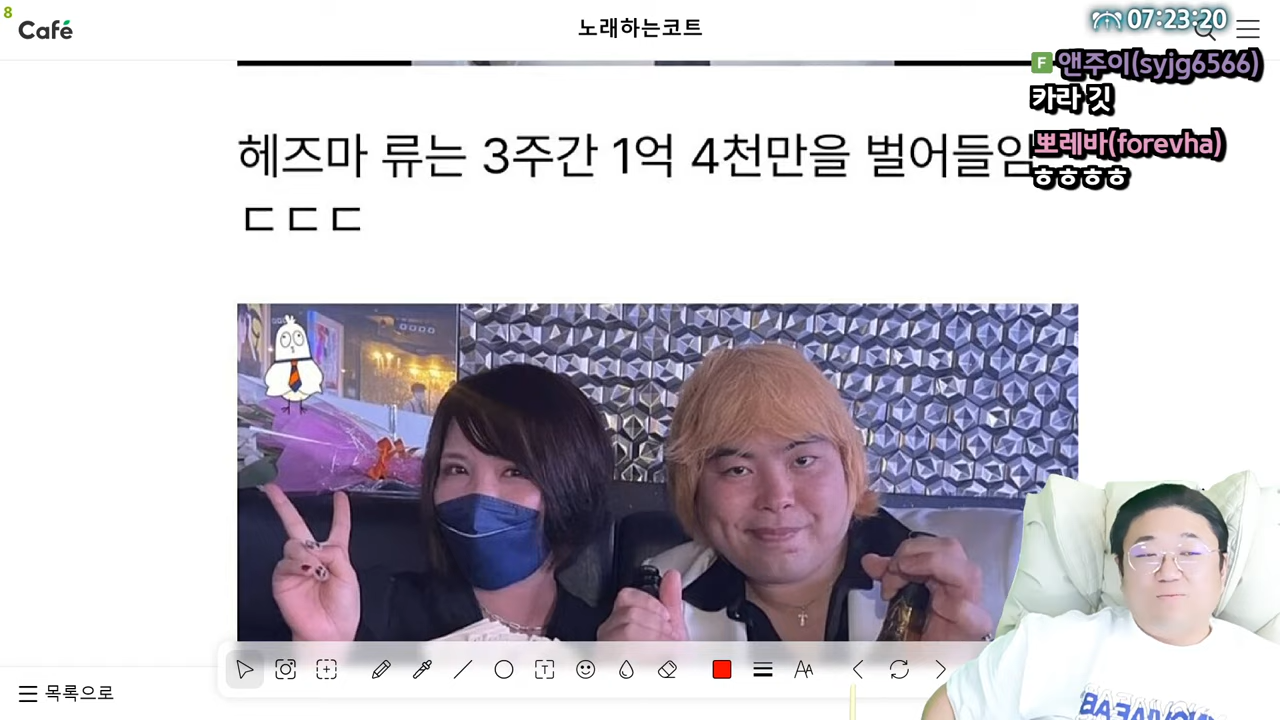 8
Café
노래하는코트
07:23:20
F 앤주이(syjg6566)
카라 깃
뽀레바(forevha)
ㅎㅎㅎㅎ
헤즈마 류는 3주간 1억 4천만을 벌어들임
ㄷㄷㄷ
T
AA
목록으로